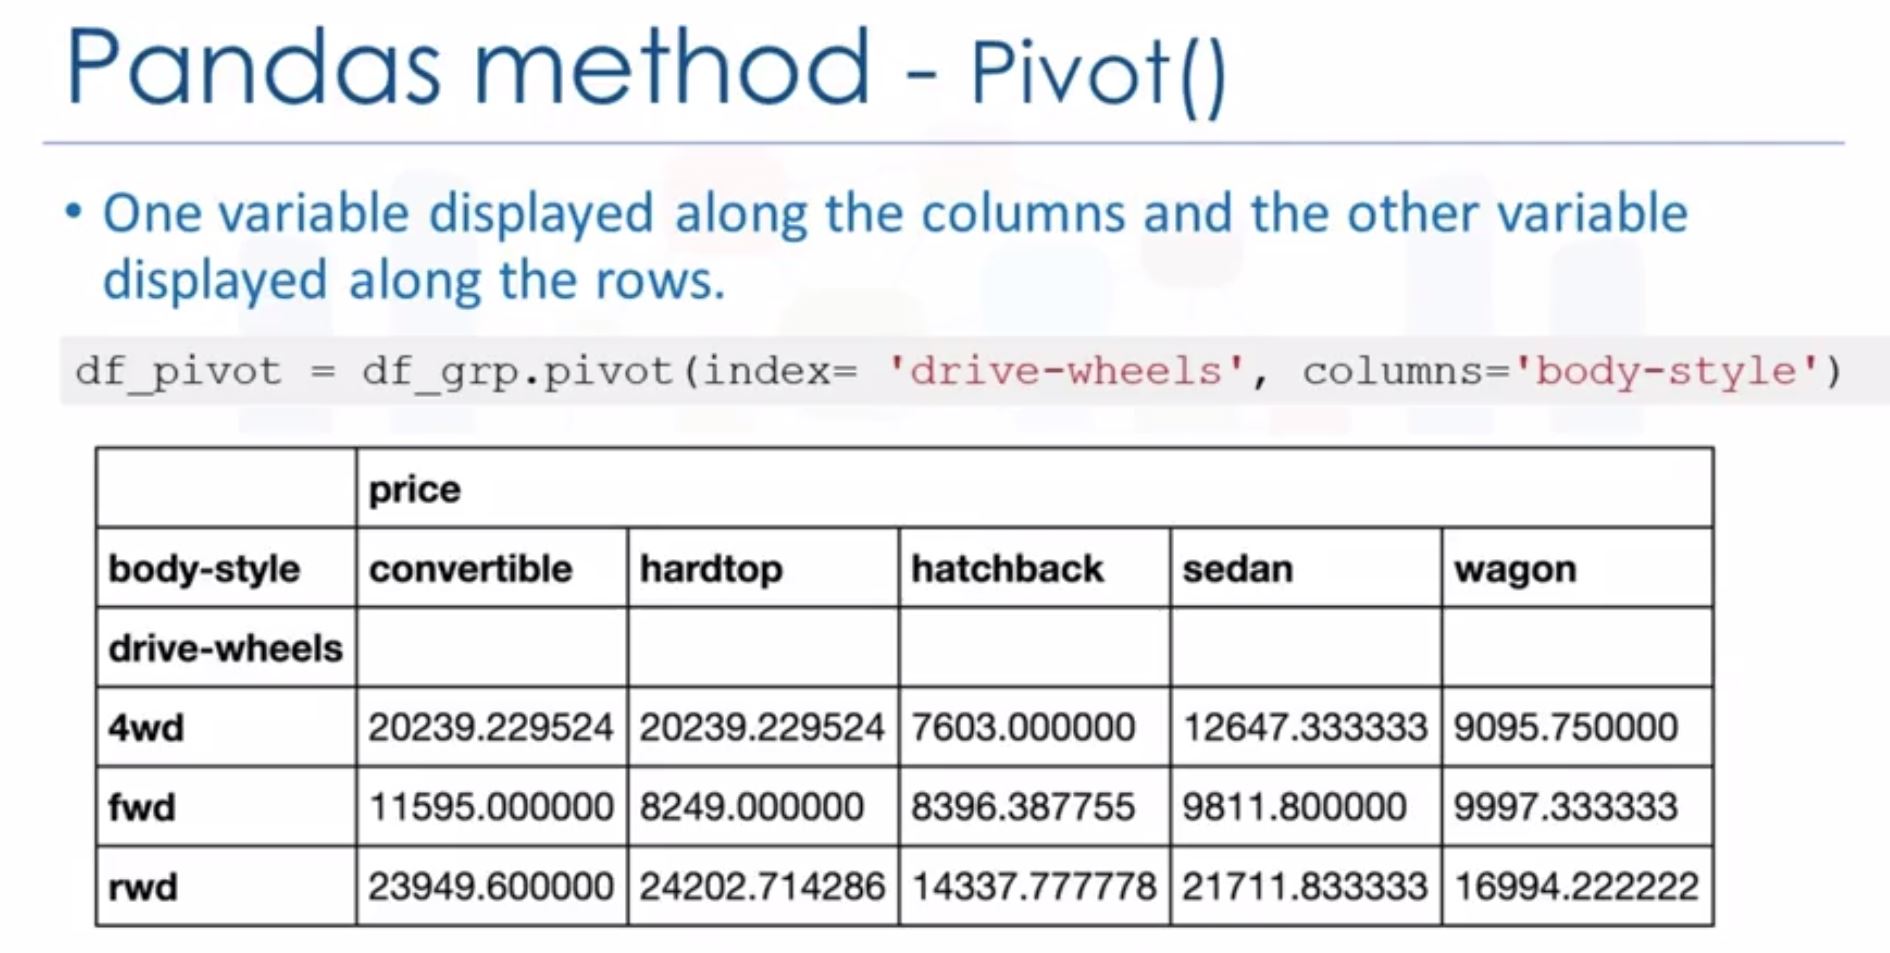 Pandas method - Pivot()
• One variable displayed along the columns and the other variable
displayed along the rows.
df_pivot = df_grp.pivot(index= 'drive-wheels', columns='body-style')
price
body-style convertible hardtop hatchback sedan wagon
drive-wheels
4wd 20239.229524 20239.229524 7603.000000 12647.333333 9095.750000
fwd 11595.000000 8249.000000 8396.387755 9811.800000 9997.333333
rwd 23949.600000 24202.714286 14337.777778 21711.833333 16994.222222